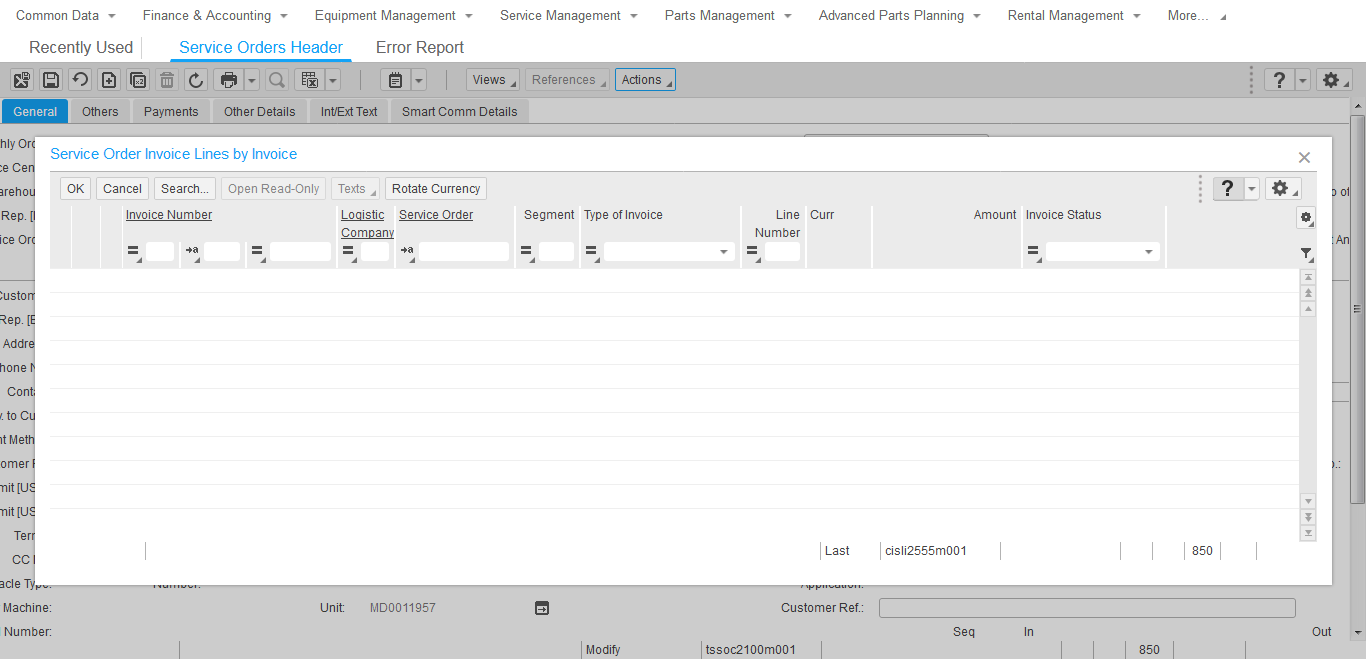 Common Data Finance & Accounting Equipment Management Service Management Parts Management Advanced Parts Planning Rental Management More...
Recently Used Service Orders Header Error Report
Views References Actions ?
General Others Payments Other Details Int/Ext Text Smart Comm Details
hly Orc
Service Order Invoice Lines by Invoice
ce Cen
OK Cancel Search... Open Read-Only Texts Rotate Currency ?
arehou
o of
Rep. [E
Invoice Number Logistic Company Service Order Segment Type of Invoice Line Number Curr Amount Invoice Status
ice Orc
t An
Custom
Rep. [E
Addre
hone N
Conta
/. to Cu
nt Meth
omer F
o.:
mit [US
mit [US
Terr
CC I
Last cisli2555m001 850
acle Type: Number: Application:
Machine: Unit: MD0011957 Customer Ref.:
l Number: Seq In Out
Modify tssoc2100m001 850